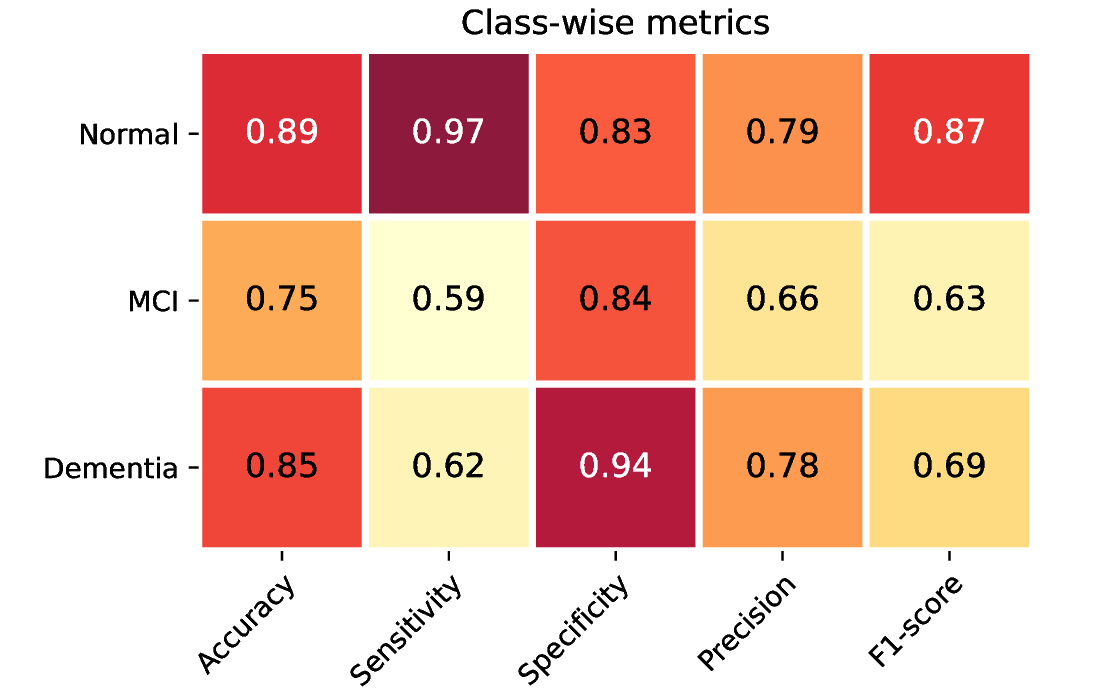 Class-wise metrics
Normal 0.89 0.97 0.83 0.79 0.87
MCI 0.75 0.59 0.84 0.66 0.63
Dementia 0.85 0.62 0.94 0.78 0.69
Accuracy Sensitivity Specificity Precision F1-score